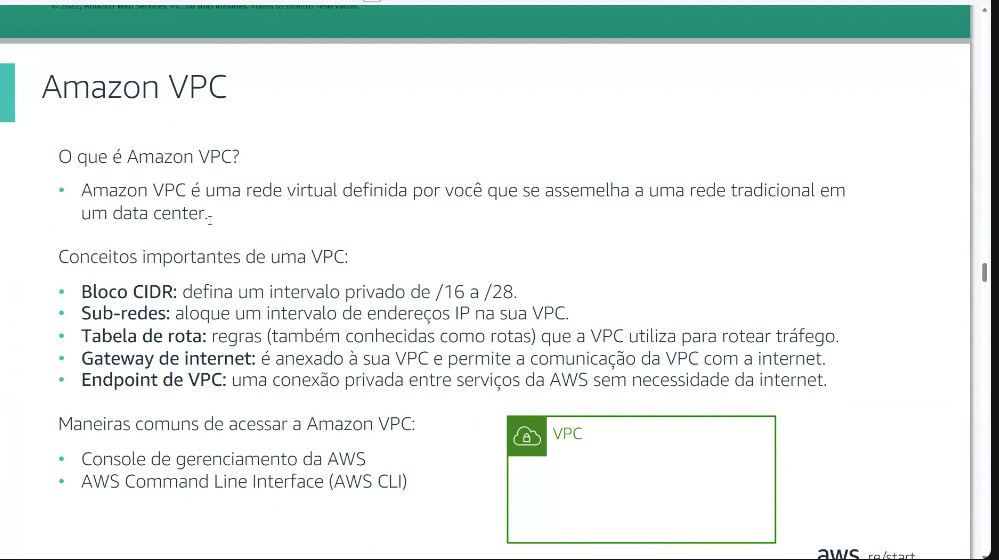 © 2022, Amazon Web Services, Inc. ou suas afiliadas. Todos os direitos reservados.
Amazon VPC
O que é Amazon VPC?
• Amazon VPC é uma rede virtual definida por você que se assemelha a uma rede tradicional em
um data center.
Conceitos importantes de uma VPC:
• Bloco CIDR: defina um intervalo privado de /16 a /28.
• Sub-redes: aloque um intervalo de endereços IP na sua VPC.
• Tabela de rota: regras (também conhecidas como rotas) que a VPC utiliza para rotear tráfego.
• Gateway de internet: é anexado à sua VPC e permite a comunicação da VPC com a internet.
• Endpoint de VPC: uma conexão privada entre serviços da AWS sem necessidade da internet.
Maneiras comuns de acessar a Amazon VPC:
• Console de gerenciamento da AWS
• AWS Command Line Interface (AWS CLI)
VPC
aws re/start